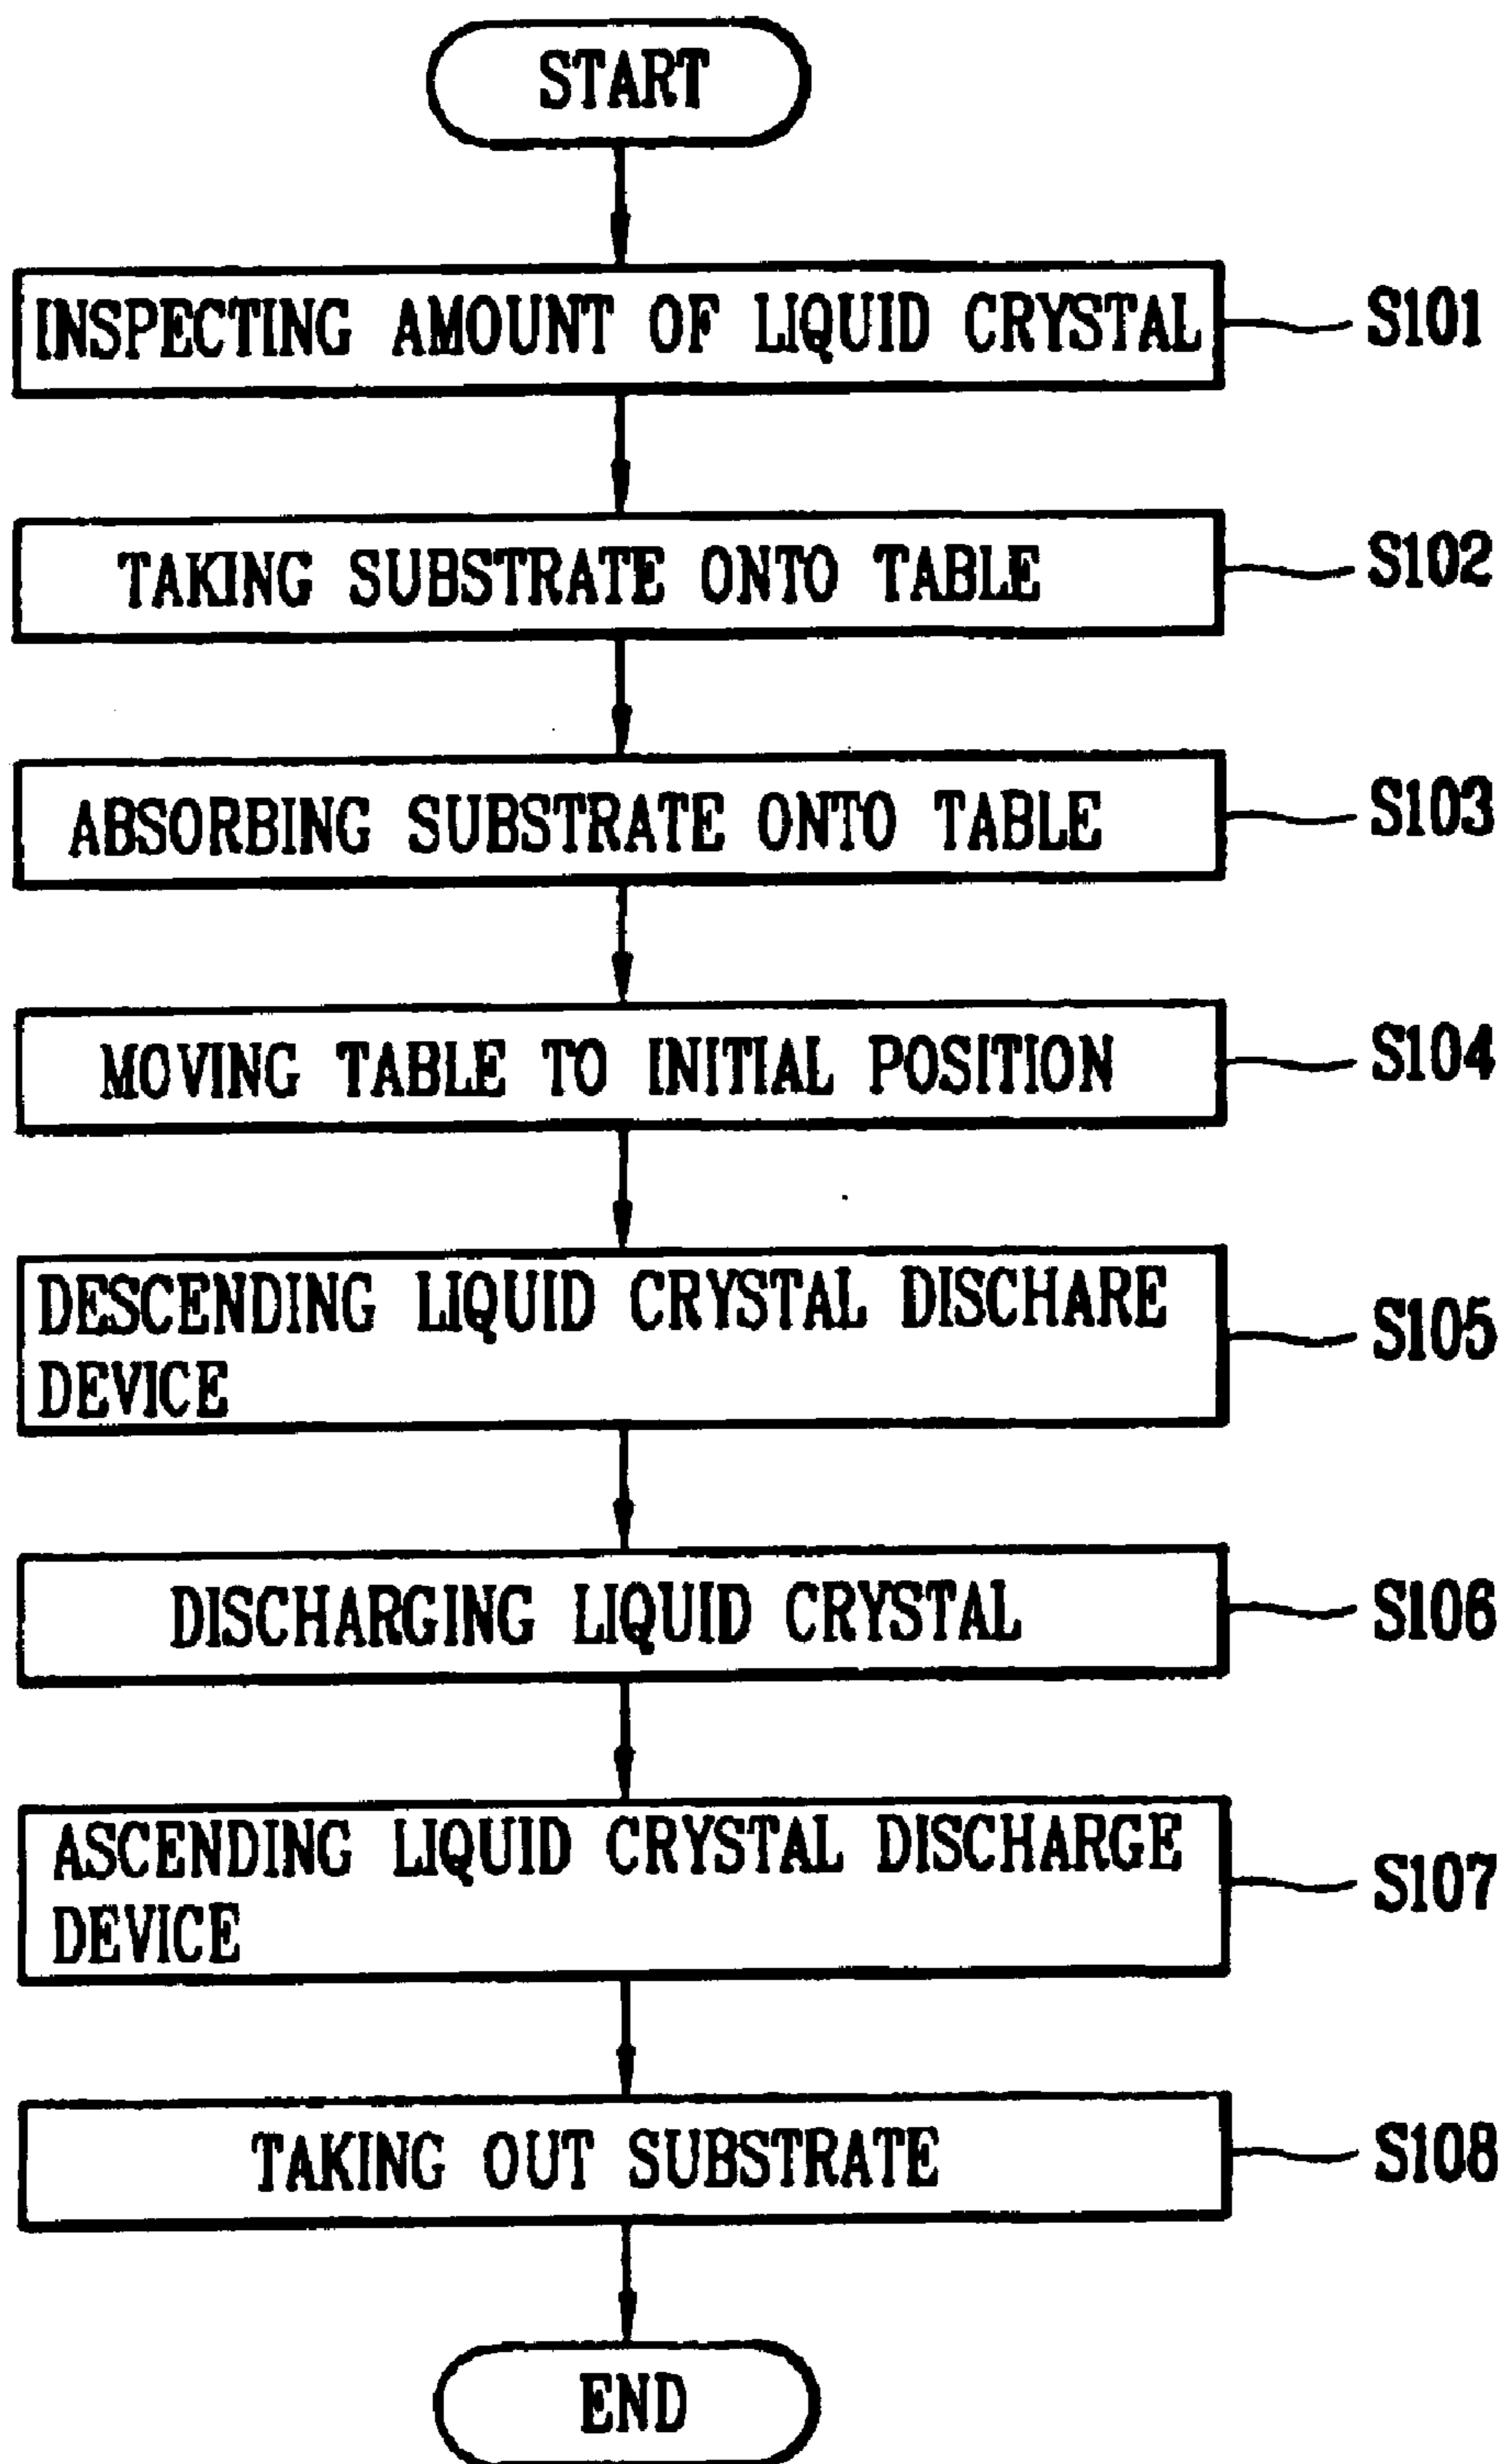 START
INSPECTING AMOUNT OF LIQUID CRYSTAL
S101
TAKING SUBSTRATE ONTO TABLE
S102
ABSORBING SUBSTRATE ONTO TABLE
S103
MOVING TABLE TO INITIAL POSITION
S104
DESCENDING LIQUID CRYSTAL DISCHARE
DEVICE
S105
DISCHARGING LIQUID CRYSTAL
S106
ASCENDING LIQUID CRYSTAL DISCHARGE
DEVICE
S107
TAKING OUT SUBSTRATE
S108
END